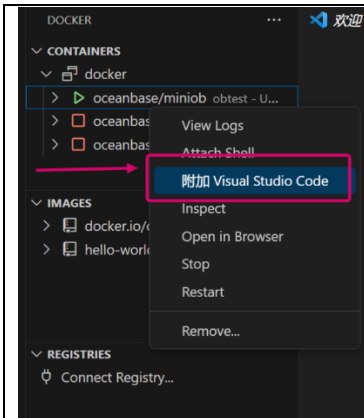 DOCKER
欢迎
CONTAINERS
docker
oceanbase/miniob obtest - U...
oceanbas
oceanbas
View Logs
Attach Shell
附加 Visual Studio Code
Inspect
Open in Browser
Stop
Restart
Remove...
IMAGES
docker.io/
hello-world
REGISTRIES
Connect Registry...